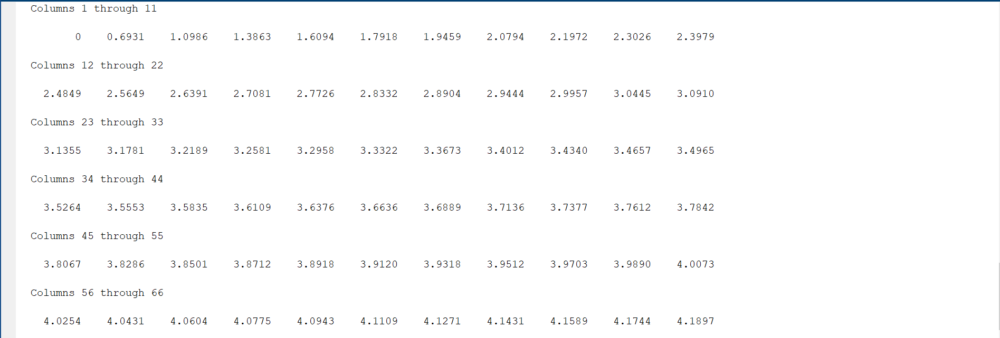 Columns 1 through 11
0 0.6931 1.0986 1.3863 1.6094 1.7918 1.9459 2.0794 2.1972 2.3026 2.3979
Columns 12 through 22
2.4849 2.5649 2.6391 2.7081 2.7726 2.8332 2.8904 2.9444 2.9957 3.0445 3.0910
Columns 23 through 33
3.1355 3.1781 3.2189 3.2581 3.2958 3.3322 3.3673 3.4012 3.4340 3.4657 3.4965
Columns 34 through 44
3.5264 3.5553 3.5835 3.6109 3.6376 3.6636 3.6889 3.7136 3.7377 3.7612 3.7842
Columns 45 through 55
3.8067 3.8286 3.8501 3.8712 3.8918 3.9120 3.9318 3.9512 3.9703 3.9890 4.0073
Columns 56 through 66
4.0254 4.0431 4.0604 4.0775 4.0943 4.1109 4.1271 4.1431 4.1589 4.1744 4.1897